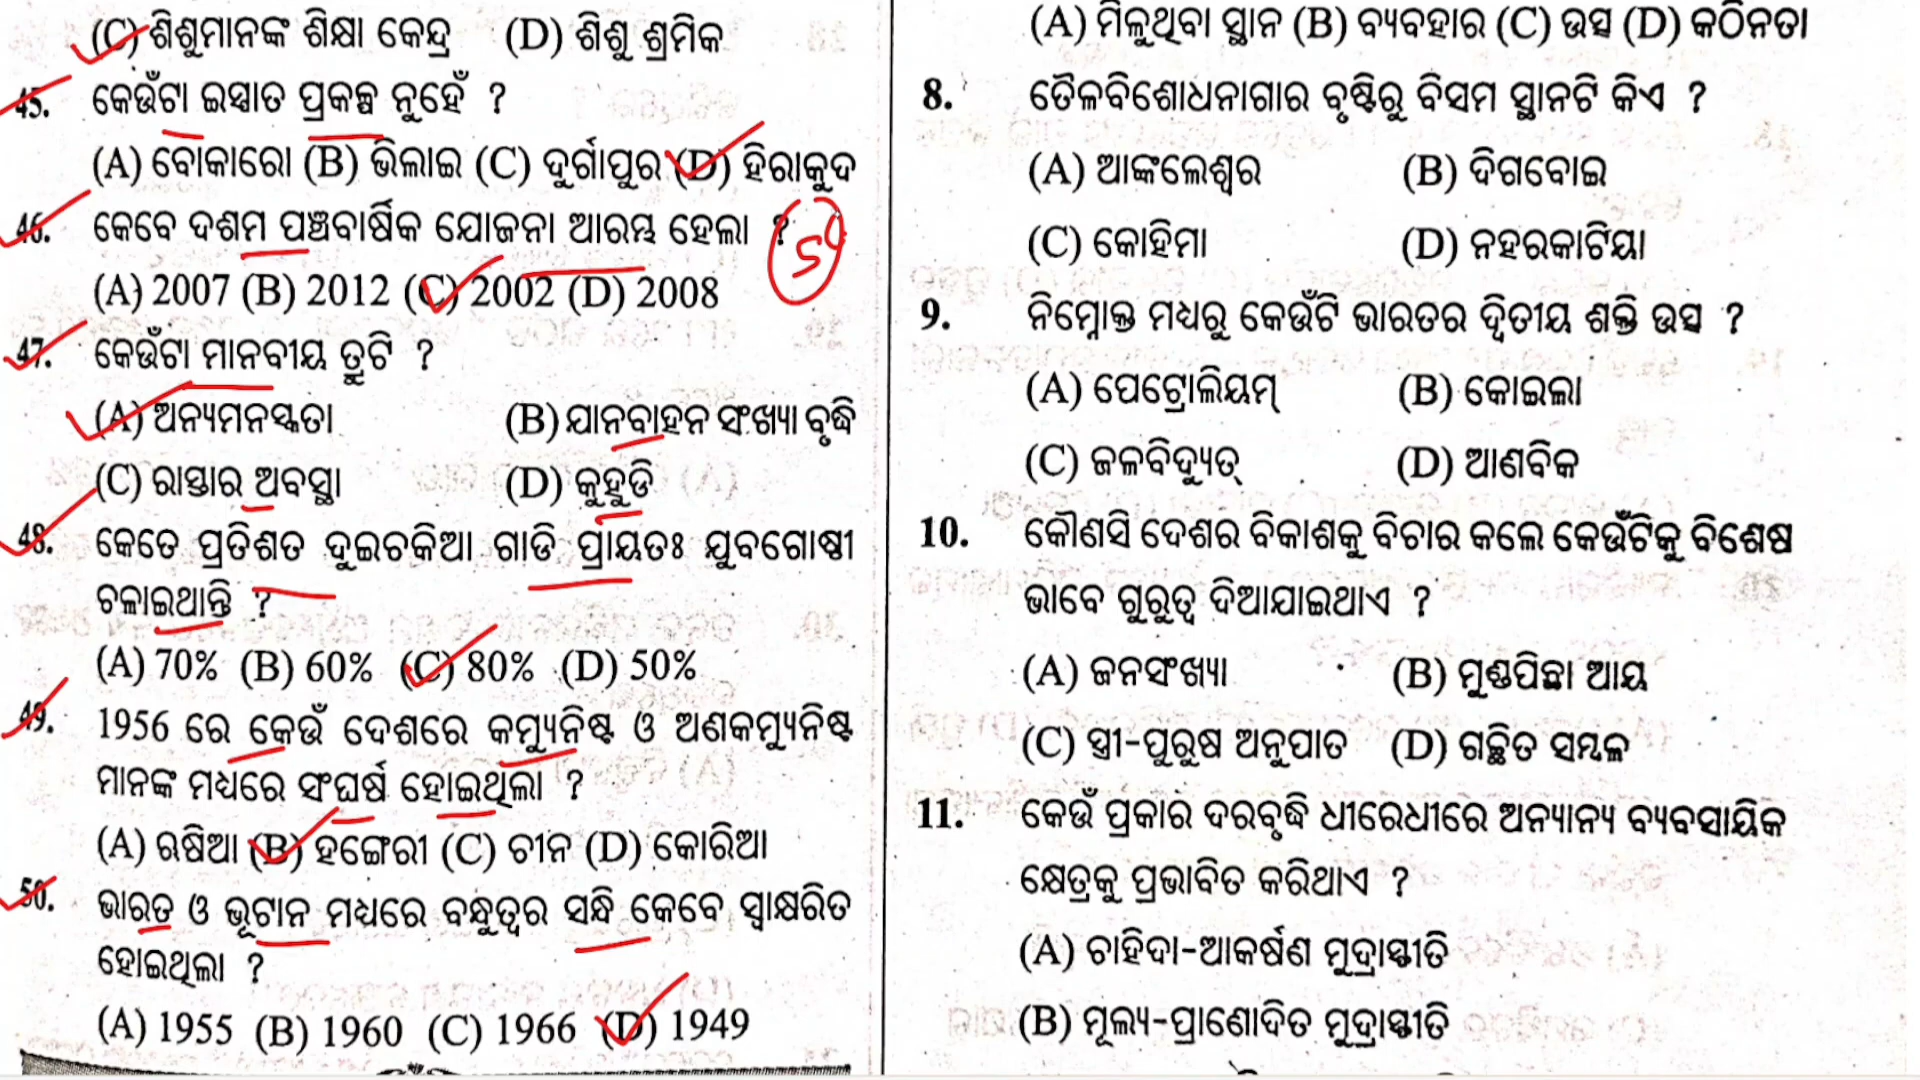 (C) ଶିଶୁମାନଙ୍କ ଶିକ୍ଷା କେନ୍ଦ୍ର (D) ଶିଶୁ ଶ୍ରମିକ
45. କେଉଁଟା ଇସ୍ପାତ ପ୍ରକଳ୍ପ ନୁହେଁ ?
(A) ବୋକାରୋ (B) ଭିଲାଇ (C) ଦୁର୍ଗାପୁର (D) ହିରାକୁଦ
46. କେବେ ଦଶମ ପଞ୍ଚବାର୍ଷିକ ଯୋଜନା ଆରମ୍ଭ ହେଲା ?
(A) 2007 (B) 2012 (C) 2002 (D) 2008
47. କେଉଁଟା ମାନବୀୟ ତ୍ରୁଟି ?
(A) ଅନ୍ୟମନସ୍କତା (B) ଯାନବାହନ ସଂଖ୍ୟା ବୃଦ୍ଧି
(C) ରାସ୍ତାର ଅବସ୍ଥା (D) କୁହୁଡି
48. କେତେ ପ୍ରତିଶତ ଦୁଇଚକିଆ ଗାଡି ପ୍ରାୟତଃ ଯୁବଗୋଷ୍ଠୀ
ଚଳାଇଥାନ୍ତି ?
(A) 70% (B) 60% (C) 80% (D) 50%
49. 1956 ରେ କେଉଁ ଦେଶରେ କମ୍ୟୁନିଷ୍ଟ ଓ ଅଣକମ୍ୟୁନିଷ୍ଟ
ମାନଙ୍କ ମଧ୍ୟରେ ସଂଘର୍ଷ ହୋଇଥିଲା ?
(A) ଋଷିଆ (B) ହଙ୍ଗେରୀ (C) ଚୀନ (D) କୋରିଆ
50. ଭାରତ ଓ ଭୂଟାନ ମଧ୍ୟରେ ବନ୍ଧୁତ୍ୱର ସନ୍ଧି କେବେ ସ୍ୱାକ୍ଷରିତ
ହୋଇଥିଲା ?
(A) 1955 (B) 1960 (C) 1966 (D) 1949
(A) ମିଳୁଥିବା ସ୍ଥାନ (B) ବ୍ୟବହାର (C) ଉତ୍ସ (D) କଠିନତା
8. ତୈଳବିଶୋଧନାଗାର ବୃଷ୍ଟିରୁ ବିସମ ସ୍ଥାନଟି କିଏ ?
(A) ଆଙ୍କଲେଶ୍ୱର (B) ଦିଗବୋଇ
(C) କୋହିମା (D) ନହରକାଟିୟା
9. ନିମ୍ନୋକ୍ତ ମଧ୍ୟରୁ କେଉଁଟି ଭାରତର ଦ୍ୱିତୀୟ ଶକ୍ତି ଉତ୍ସ ?
(A) ପେଟ୍ରୋଲିୟମ୍ (B) କୋଇଲା
(C) ଜଳବିଦ୍ୟୁତ୍ (D) ଆଣବିକ
10. କୌଣସି ଦେଶର ବିକାଶକୁ ବିଚାର କଲେ କେଉଁଟିକୁ ବିଶେଷ
ଭାବେ ଗୁରୁତ୍ୱ ଦିଆଯାଇଥାଏ ?
(A) ଜନସଂଖ୍ୟା (B) ମୁଣ୍ଡପିଛା ଆୟ
(C) ସ୍ତ୍ରୀ-ପୁରୁଷ ଅନୁପାତ (D) ଗଚ୍ଛିତ ସମ୍ବଳ
11. କେଉଁ ପ୍ରକାର ଦରବୃଦ୍ଧି ଧୀରେଧୀରେ ଅନ୍ୟାନ୍ୟ ବ୍ୟବସାୟିକ
କ୍ଷେତ୍ରକୁ ପ୍ରଭାବିତ କରିଥାଏ ?
(A) ଚାହିଦା-ଆକର୍ଷଣ ମୁଦ୍ରାସ୍ଫୀତି
(B) ମୂଲ୍ୟ-ପ୍ରାଣୋଦିତ ମୁଦ୍ରାସ୍ଫୀତି